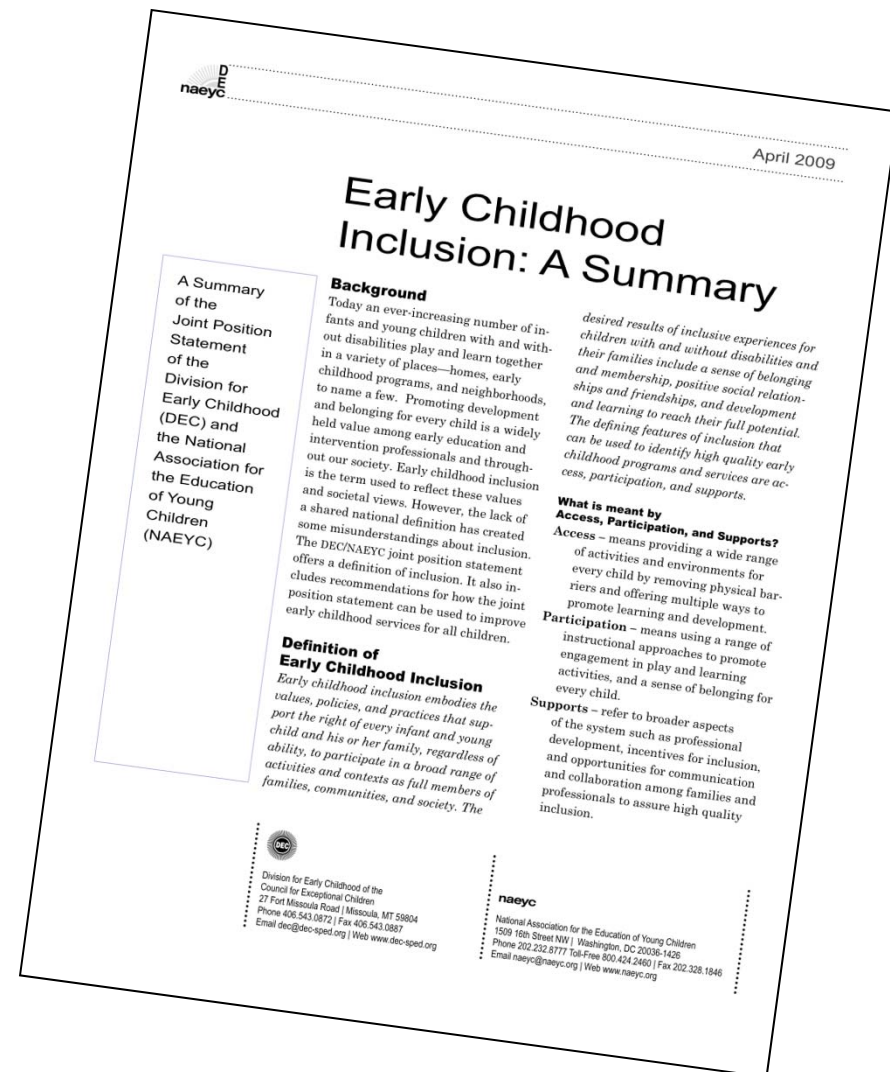 D
E
C
naeyc
April 2009
Early Childhood
Inclusion: A Summary
A Summary
of the
Joint Position
Statement
of the
Division for
Early Childhood
(DEC) and
the National
Association for
the Education
of Young
Children
(NAEYC)
Background
Today an ever-increasing number of in-
fants and young children with and with-
out disabilities play and learn together
in a variety of places—homes, early
childhood programs, and neighborhoods,
to name a few.  Promoting development
and belonging for every child is a widely
held value among early education and
intervention professionals and through-
out our society. Early childhood inclusion
is the term used to reflect these values
and societal views. However, the lack of
a shared national definition has created
some misunderstandings about inclusion.
The DEC/NAEYC joint position statement
offers a definition of inclusion. It also in-
cludes recommendations for how the joint
position statement can be used to improve
early childhood services for all children.
Definition of
Early Childhood Inclusion
Early childhood inclusion embodies the
values, policies, and practices that sup-
port the right of every infant and young
child and his or her family, regardless of
ability, to participate in a broad range of
activities and contexts as full members of
families, communities, and society. The
desired results of inclusive experiences for
children with and without disabilities and
their families include a sense of belonging
and membership, positive social relation-
ships and friendships, and development
and learning to reach their full potential.
The defining features of inclusion that
can be used to identify high quality early
childhood programs and services are ac-
cess, participation, and supports.
What is meant by
Access, Participation, and Supports?
Access – means providing a wide range
of activities and environments for
every child by removing physical bar-
riers and offering multiple ways to
promote learning and development.
Participation – means using a range of
instructional approaches to promote
engagement in play and learning
activities, and a sense of belonging for
every child.
Supports – refer to broader aspects
of the system such as professional
development, incentives for inclusion,
and opportunities for communication
and collaboration among families and
professionals to assure high quality
inclusion.
DEC
Division for Early Childhood of the
Council for Exceptional Children
27 Fort Missoula Road | Missoula, MT 59804
Phone 406.543.0872 | Fax 406.543.0887
Email dec@dec-sped.org | Web www.dec-sped.org
naeyc
National Association for the Education of Young Children
1509 16th Street NW |  Washington, DC 20036-1426
Phone 202.232.8777 Toll-Free 800.424.2460 | Fax 202.328.1846
Email naeyc@naeyc.org | Web www.naeyc.org